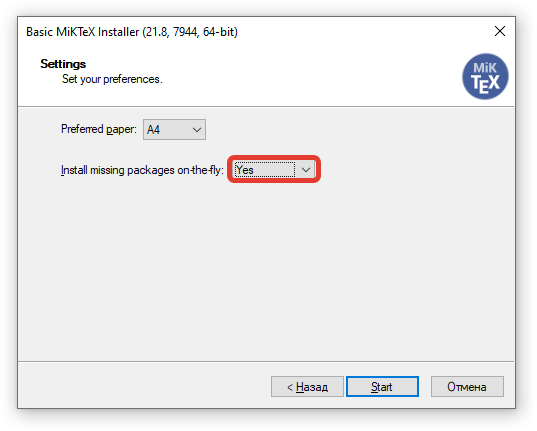 Basic MiKTeX Installer (21.8, 7944, 64-bit)
Settings
Set your preferences.
MiK
TEX
Preferred paper: A4
Install missing packages on-the-fly: Yes
< Назад Start Отмена